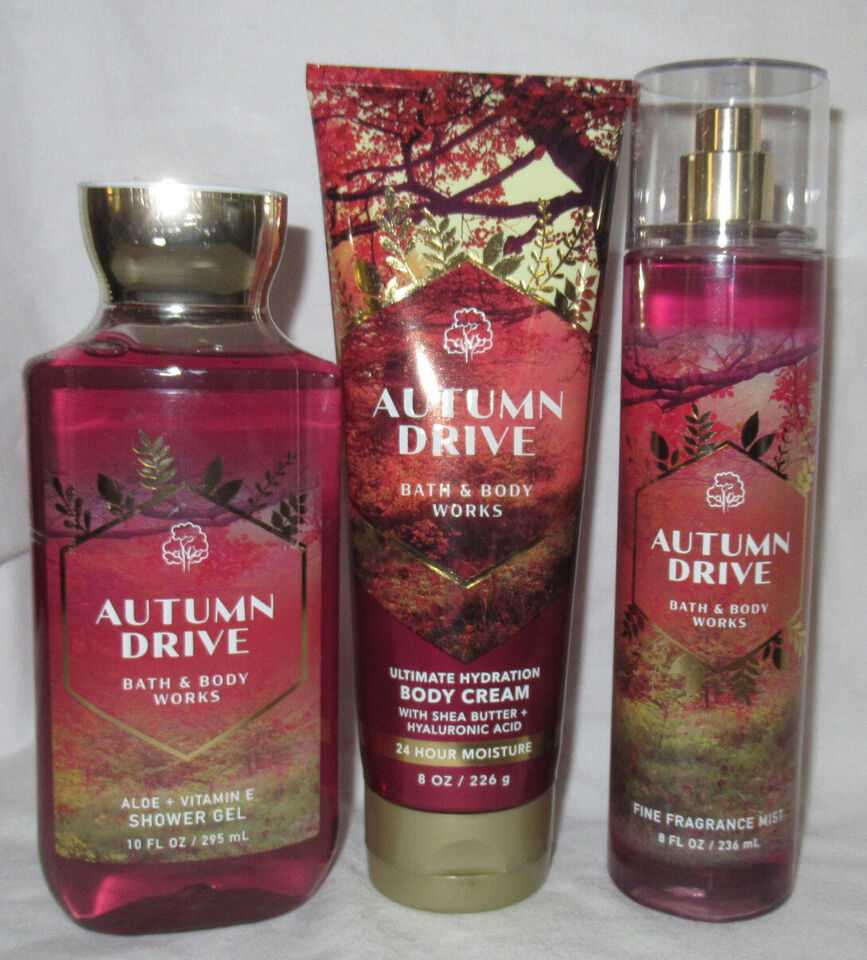 AUTUMN
DRIVE
BATH & BODY
WORKS
ALOE + VITAMIN E
SHOWER GEL
10 FL OZ / 295 mL
AUTUMN
DRIVE
BATH & BODY
WORKS
ULTIMATE HYDRATION
BODY CREAM
WITH SHEA BUTTER +
HYALURONIC ACID
24 HOUR MOISTURE
8 OZ / 226 g
AUTUMN
DRIVE
BATH & BODY
WORKS
FINE FRAGRANCE MIST
8 FL OZ / 236 mL